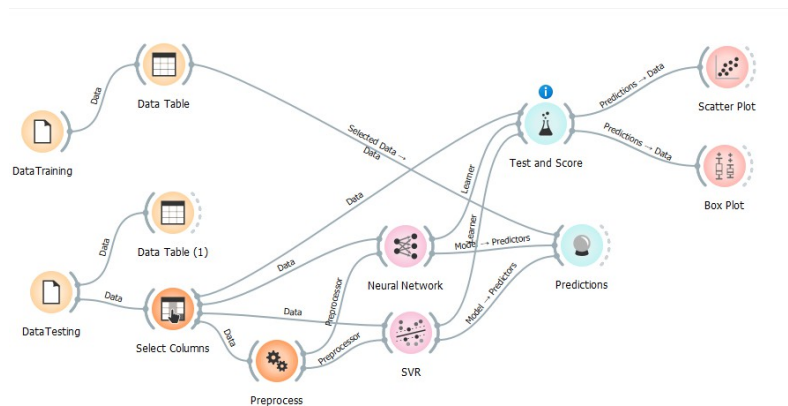 Data
Data Table
DataTraining
Selected Data →
Data
Predictions → Data
Scatter Plot
Test and Score
Predictions → Data
Box Plot
Data
Data Table (1)
Data
Data
DataTesting
Data
Select Columns
Data
Data
Preprocess
Preprocessor
Preprocessor
Neural Network
SVR
Learner
Learner
Model → Predictors
Model → Predictors
Predictions